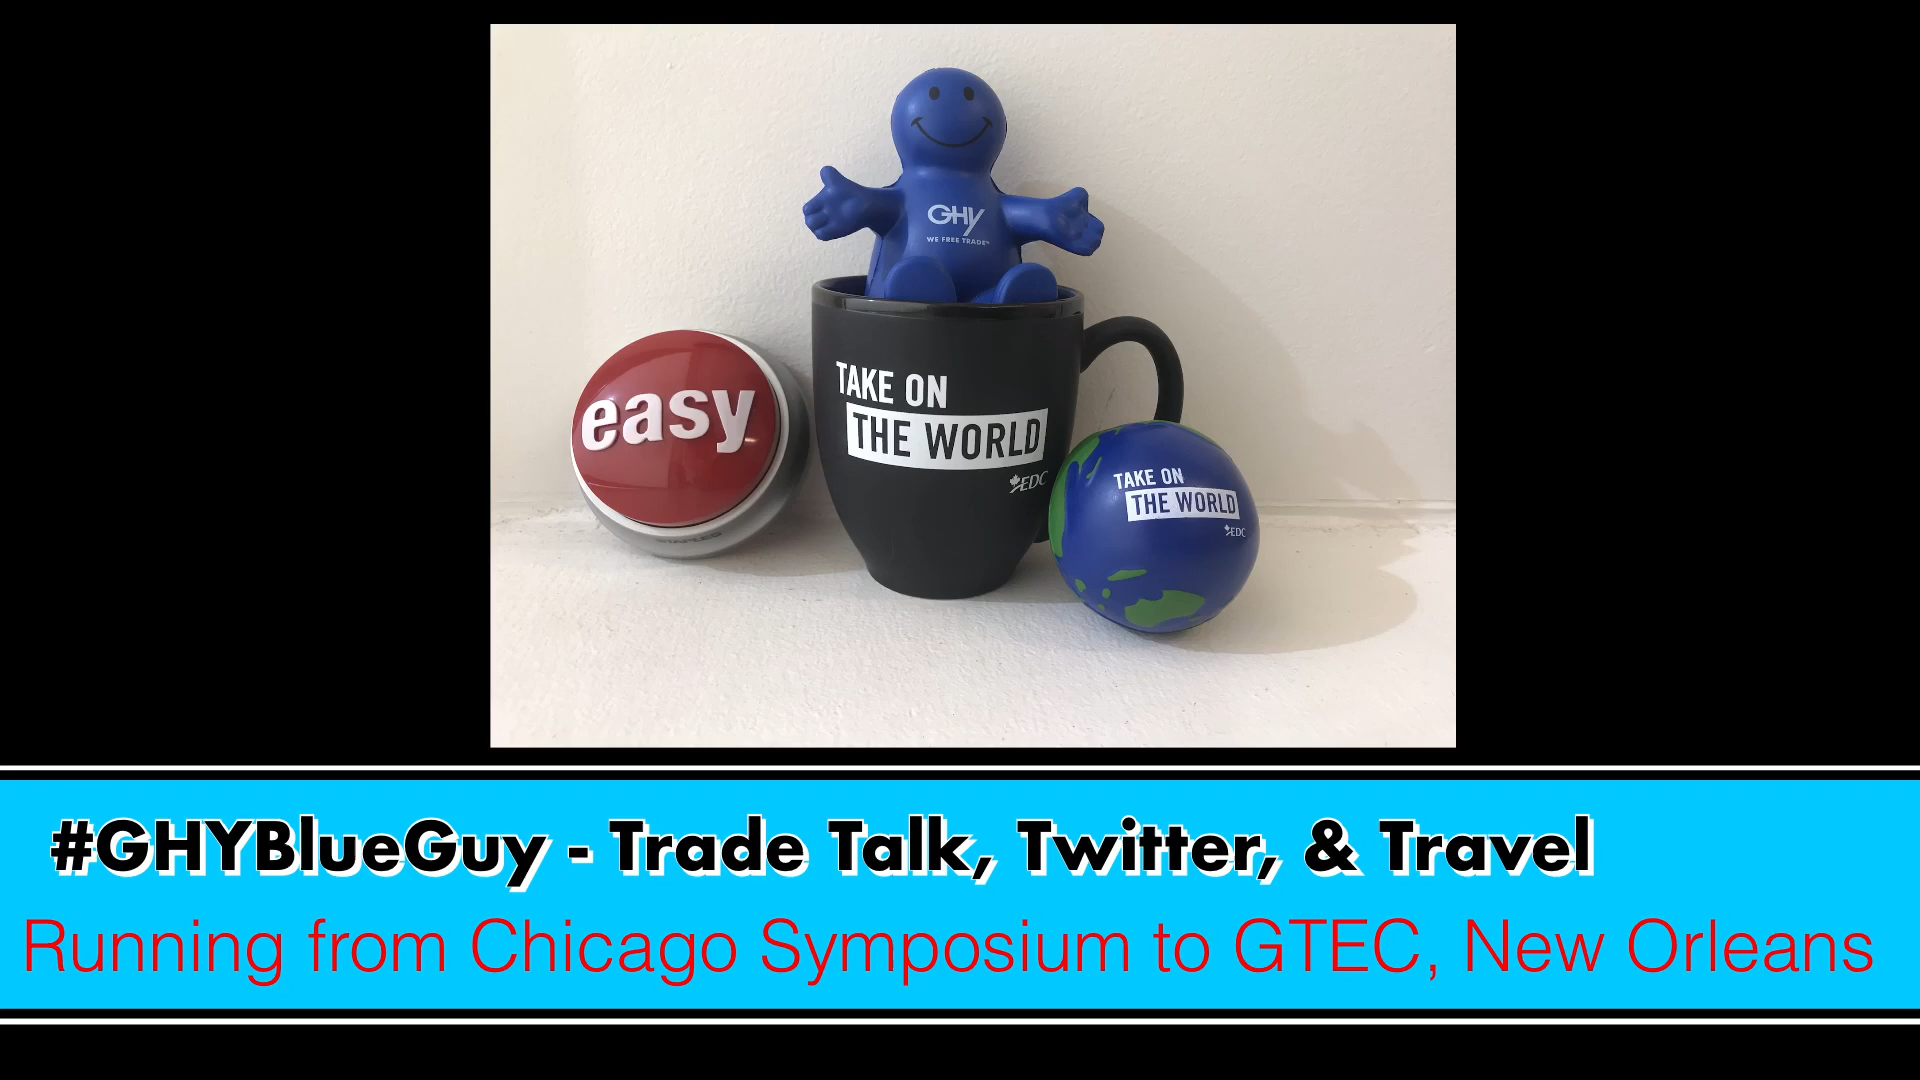 GHY
WE FREE TRADE
easy
TAKE ON
THE WORLD
EDC
TAKE ON
THE WORLD
EDC
STAPLES
#GHYBlueGuy - Trade Talk, Twitter, & Travel
Running from Chicago Symposium to GTEC, New Orleans